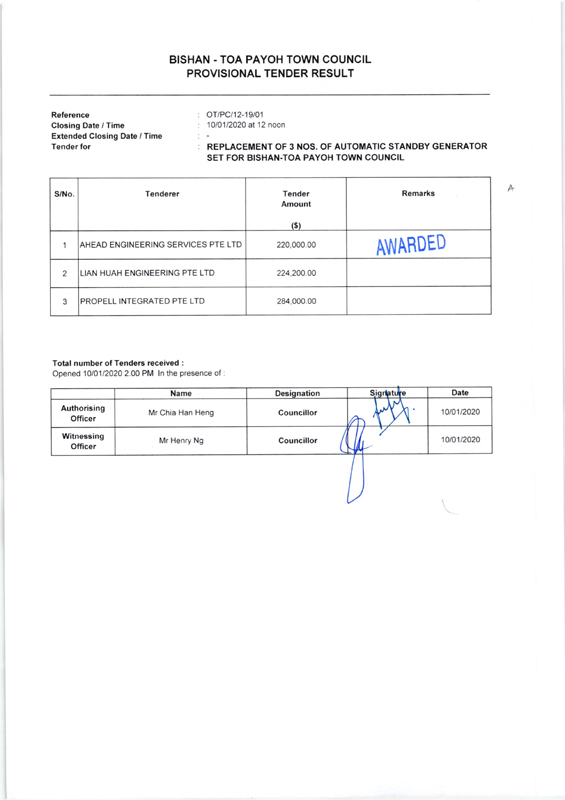 BISHAN - TOA PAYOH TOWN COUNCIL
PROVISIONAL TENDER RESULT
Reference : OT/PC/12-19/01
Closing Date / Time : 10/01/2020 at 12 noon
Extended Closing Date / Time : -
Tender for : REPLACEMENT OF 3 NOS. OF AUTOMATIC STANDBY GENERATOR
SET FOR BISHAN-TOA PAYOH TOWN COUNCIL
S/No. Tenderer Tender Remarks
Amount
($)
1 AHEAD ENGINEERING SERVICES PTE LTD 220,000.00 AWARDED
2 LIAN HUAH ENGINEERING PTE LTD 224,200.00
3 PROPELL INTEGRATED PTE LTD 284,000.00
Total number of Tenders received :
Opened 10/01/2020 2.00 PM In the presence of :
Name Designation Signature Date
Authorising Officer Mr Chia Han Heng Councillor 10/01/2020
Witnessing Officer Mr Henry Ng Councillor 10/01/2020